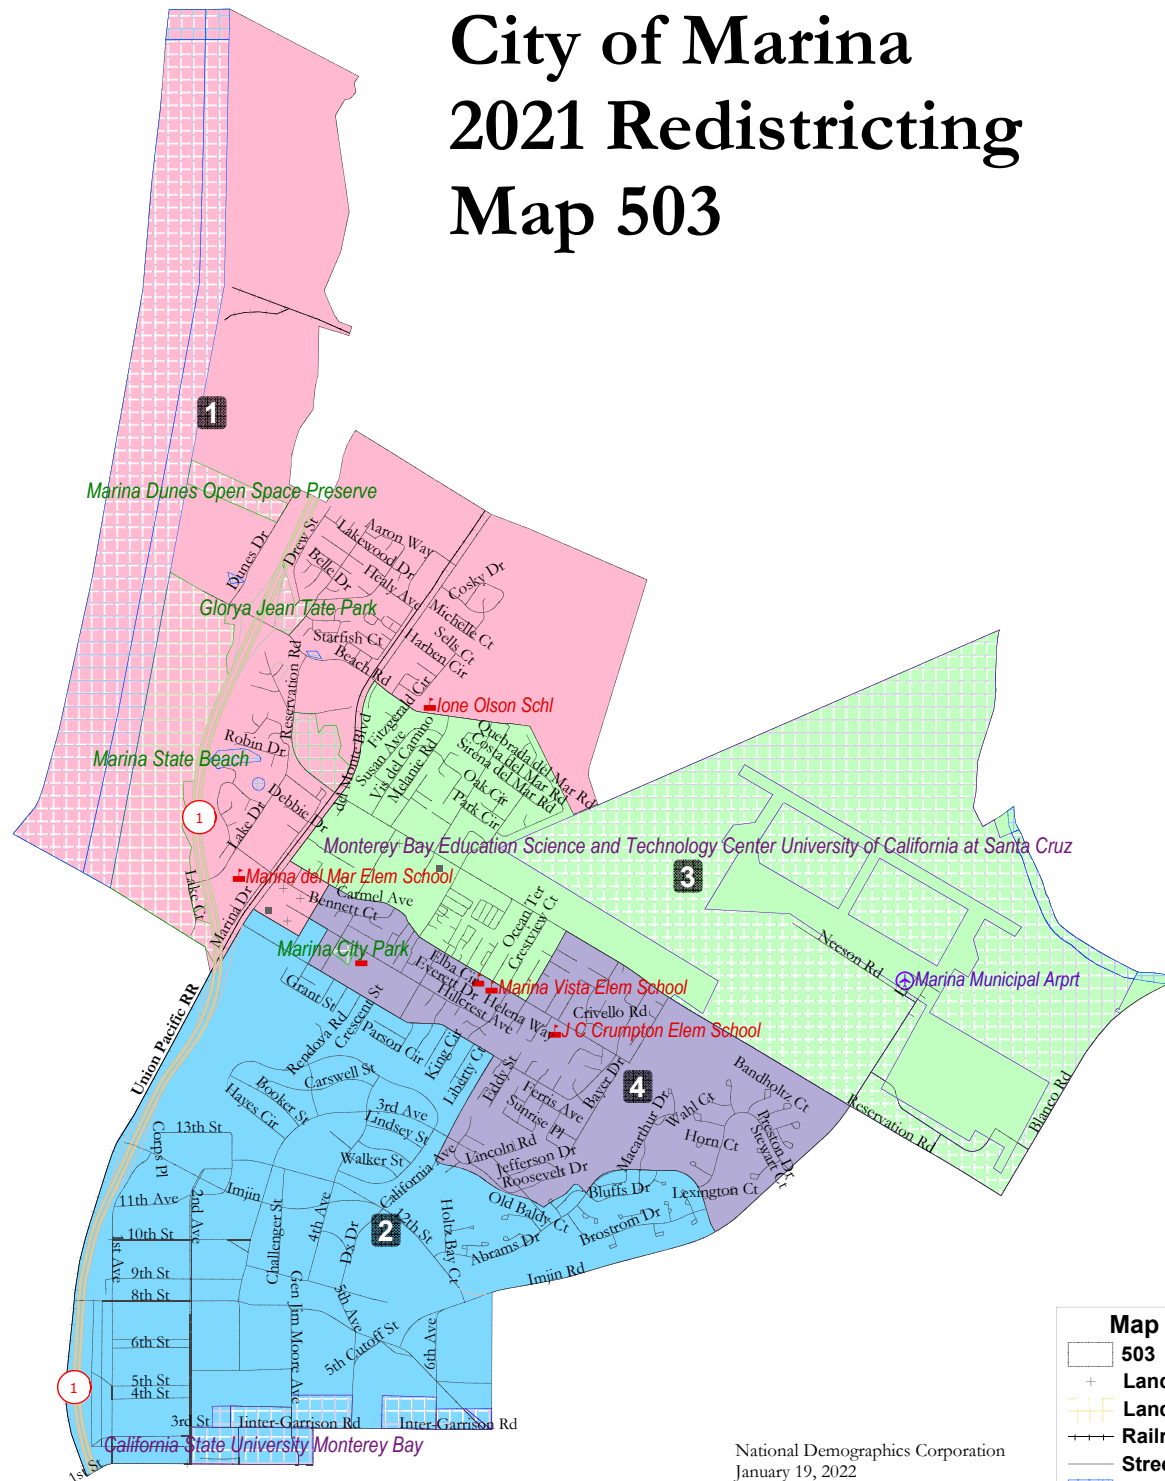 City of Marina
2021 Redistricting
Map 503
1
Marina Dunes Open Space Preserve
Dunes Dr
Drew St
Aaron Way
Lakewood Dr
Belle Dr
Healy Ave
Cosky Dr
Glorya Jean Tate Park
Michelle Ct
Sells Ct
Harben Cir
Starfish Ct
Beach Rd
Reservation Rd
Ione Olson Schl
Fitzgerald Cir
del Monte Blvd
Susan Ave
Vis del Camino
Melanie Rd
Quebrada del Mar Rd
Costa del Mar Rd
Sirena del Mar Rd
Robin Dr
Marina State Beach
Oak Cir
Park Cir
Debbie Dr
Lake Dr
1
Monterey Bay Education Science and Technology Center University of California at Santa Cruz
3
Marina del Mar Elem School
Lake Ct
Marina Dr
Carmel Ave
Bennett Ct
Ocean Ter
Crestview Ct
Neeson Rd
Marina City Park
Elba Cir
Everett Dr
Hillcrest Ave
Helena Way
Marina Vista Elem School
Marina Municipal Arprt
Grant St
Rendova Rd
Crescent St
Parson Cir
King Cir
Liberty Ct
Crivello Rd
J C Crumpton Elem School
Union Pacific RR
Eddy St
4
Bayer Dr
Bandholtz Ct
Booker St
Hayes Cir
Carswell St
3rd Ave
Lindsey St
Ferris Ave
Sunrise Pl
Macarthur Dr
Wahl Ct
Horn Ct
Preston Dr
Stewart Ct
Reservation Rd
Blanco Rd
13th St
Corps Pl
Walker St
California Ave
Lincoln Rd
Jefferson Dr
Roosevelt Dr
11th Ave
2nd Ave
Imjin
Challenger St
4th Ave
Dx Dr
2
12th St
Holtz Bay Ct
Old Baldy Ct
Bluffs Dr
Lexington Ct
Abrams Dr
Brostrom Dr
Imjin Rd
10th St
1st Ave
9th St
8th St
Gen Jim Moore Ave
5th Ave
5th Cutoff St
6th Ave
6th St
5th St
4th St
1
3rd St
Iinter-Garrison Rd
Inter-Garrison Rd
California State University Monterey Bay
1st St
National Demographics Corporation
January 19, 2022
Map
503
Land
Land
Railr
Stree